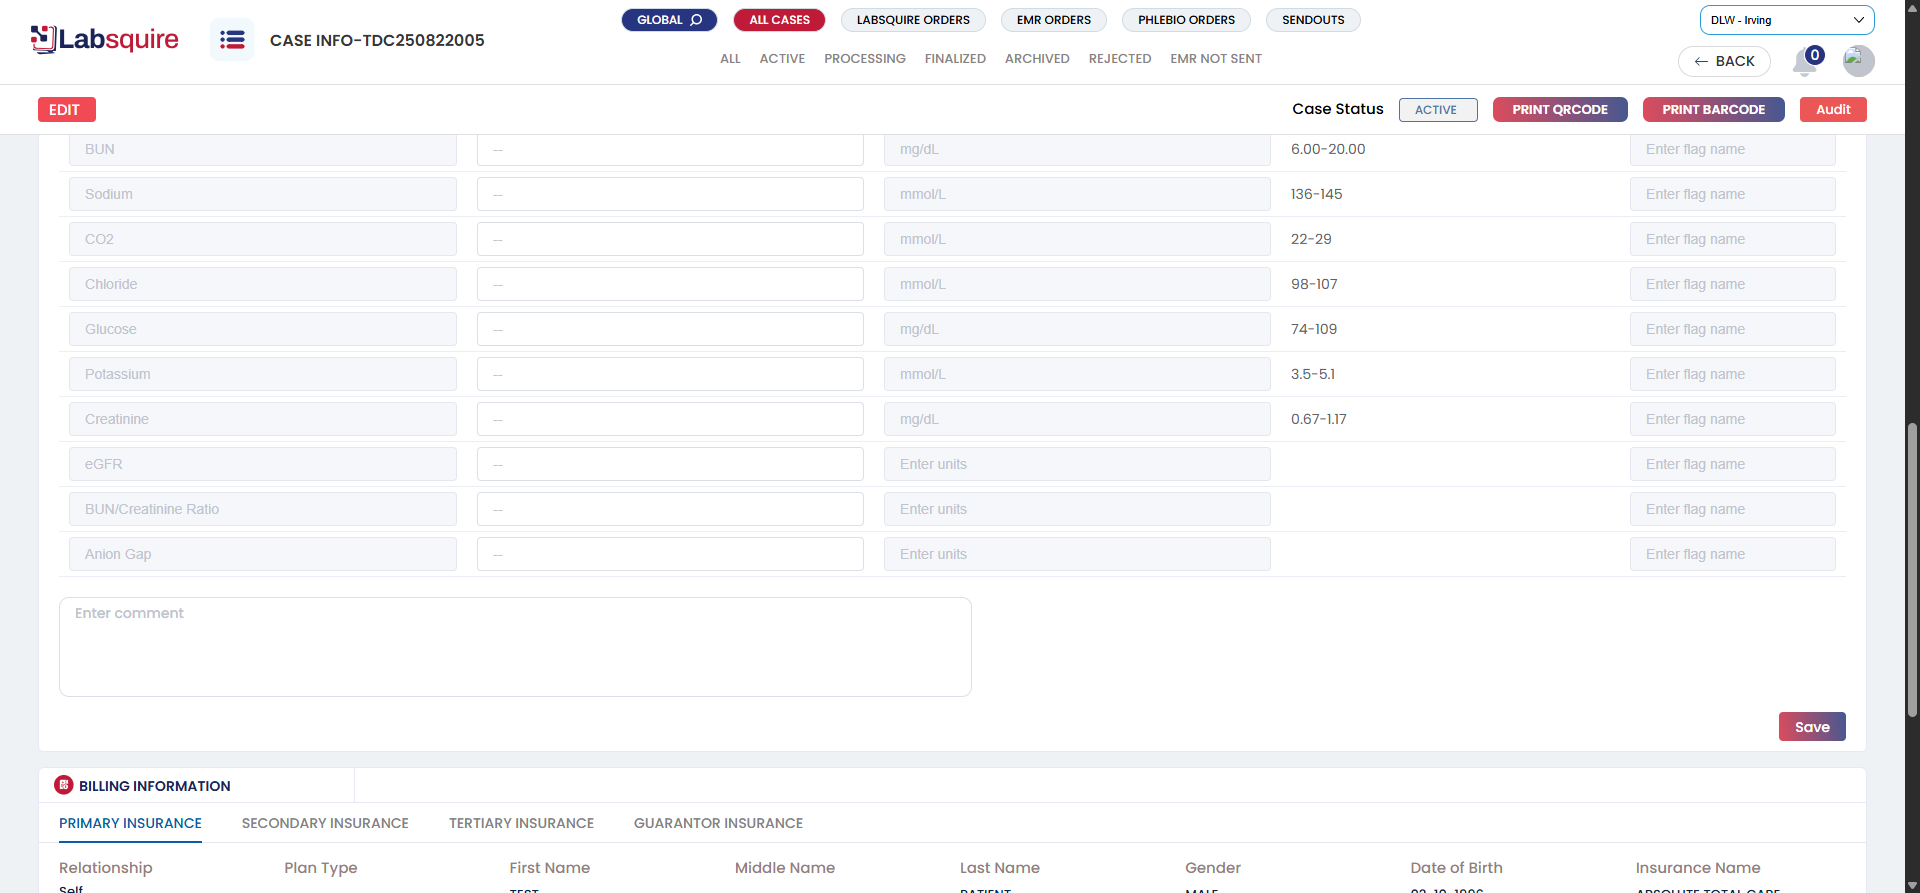 Labsquire
CASE INFO-TDC250822005
GLOBAL
ALL CASES
LABSQUIRE ORDERS
EMR ORDERS
PHLEBIO ORDERS
SENDOUTS
ALL
ACTIVE
PROCESSING
FINALIZED
ARCHIVED
REJECTED
EMR NOT SENT
DLW - Irving
BACK
0
EDIT
Case Status
ACTIVE
PRINT QRCODE
PRINT BARCODE
Audit
BUN -- mg/dL 6.00-20.00 Enter flag name
Sodium -- mmol/L 136-145 Enter flag name
CO2 -- mmol/L 22-29 Enter flag name
Chloride -- mmol/L 98-107 Enter flag name
Glucose -- mg/dL 74-109 Enter flag name
Potassium -- mmol/L 3.5-5.1 Enter flag name
Creatinine -- mg/dL 0.67-1.17 Enter flag name
eGFR -- Enter units Enter flag name
BUN/Creatinine Ratio -- Enter units Enter flag name
Anion Gap -- Enter units Enter flag name
Enter comment
Save
BILLING INFORMATION
PRIMARY INSURANCE SECONDARY INSURANCE TERTIARY INSURANCE GUARANTOR INSURANCE
Relationship Plan Type First Name Middle Name Last Name Gender Date of Birth Insurance Name
Self TEST PATIENT MALE ABSOLUTE TOTAL CARE